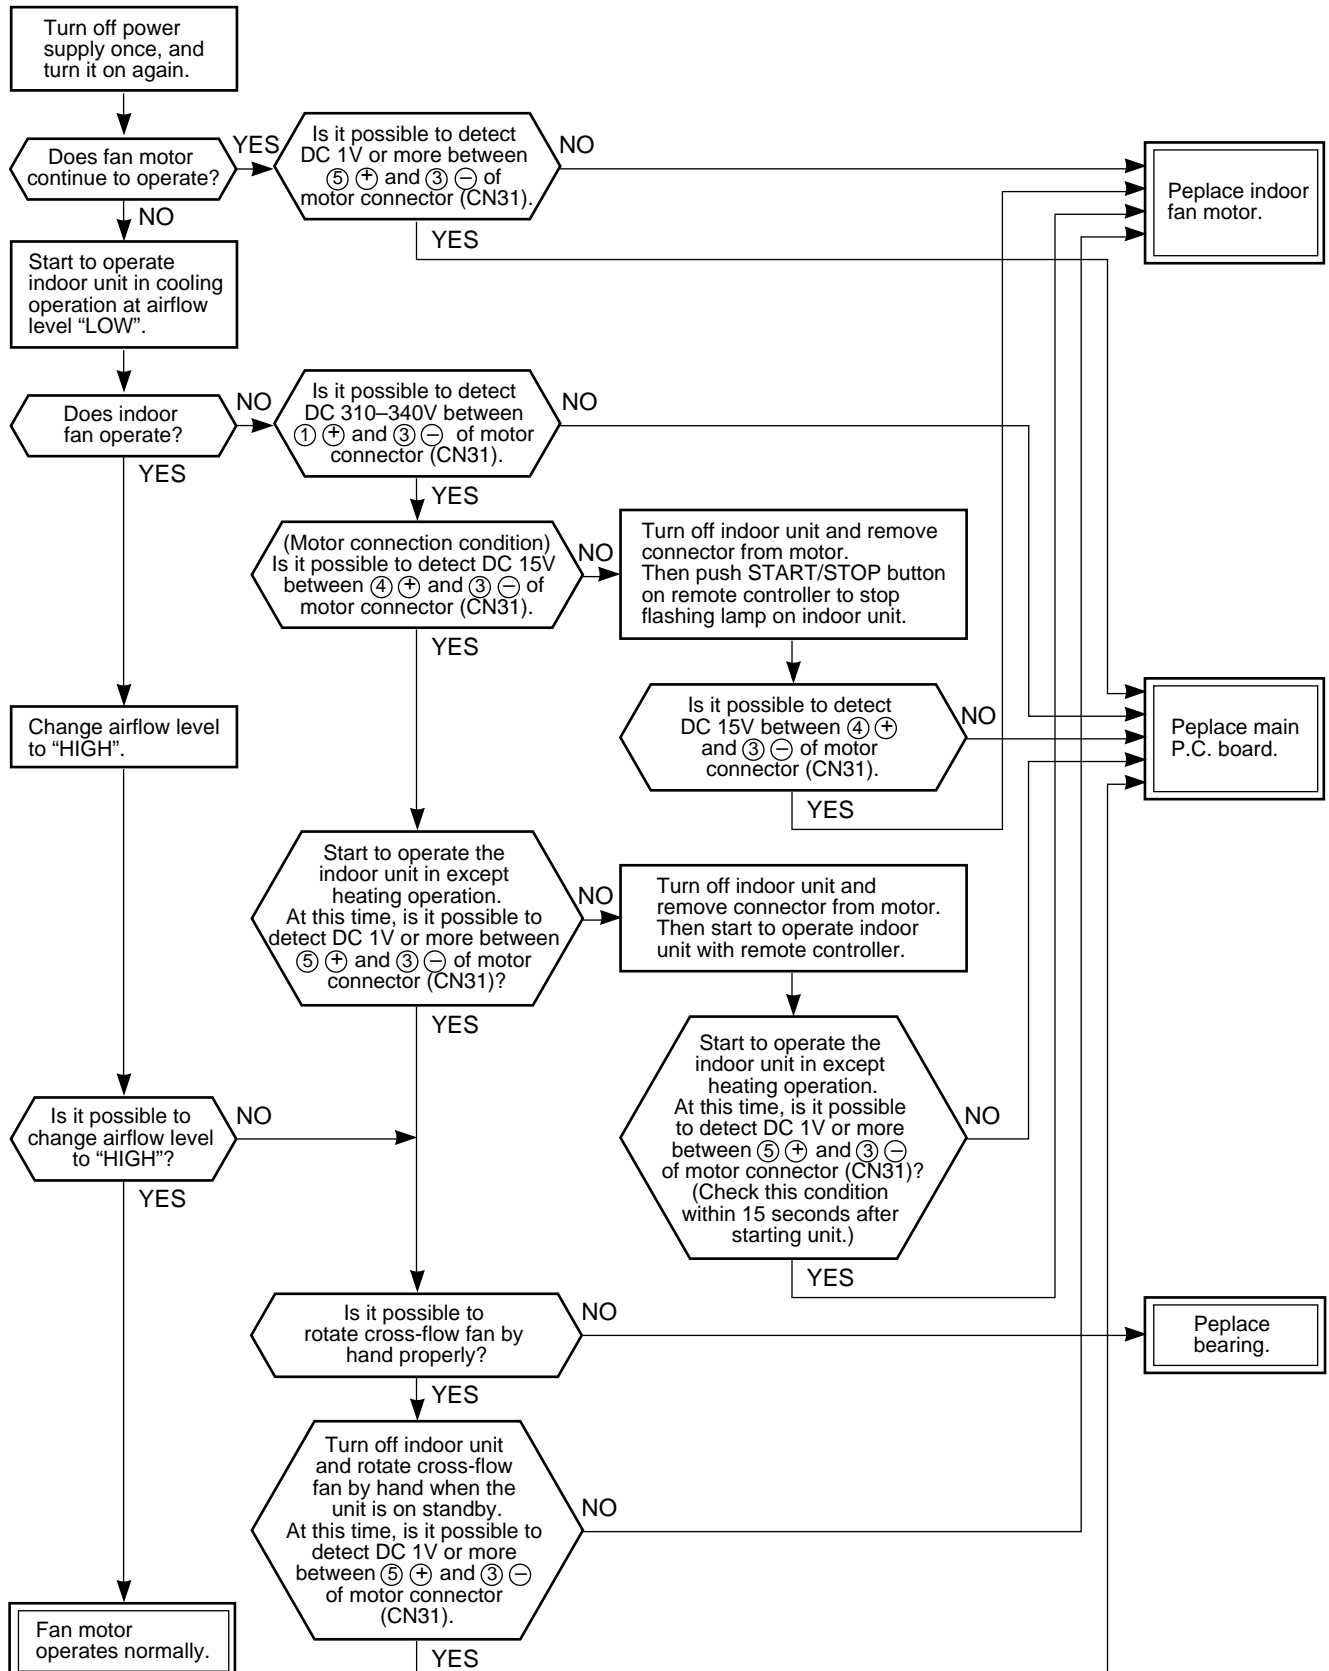 Turn off power
supply once, and
turn it on again.
Does fan motor
continue to operate?
YES
NO
Is it possible to detect
DC 1V or more between
⑤ ⊕ and ③ ⊖ of
motor connector (CN31).
NO
YES
Peplace indoor
fan motor.
Start to operate
indoor unit in cooling
operation at airflow
level “LOW”.
Does indoor
fan operate?
NO
YES
Is it possible to detect
DC 310–340V between
① ⊕ and ③ ⊖ of motor
connector (CN31).
NO
YES
(Motor connection condition)
Is it possible to detect DC 15V
between ④ ⊕ and ③ ⊖ of
motor connector (CN31).
NO
YES
Turn off indoor unit and remove
connector from motor.
Then push START/STOP button
on remote controller to stop
flashing lamp on indoor unit.
Is it possible to detect
DC 15V between ④ ⊕
and ③ ⊖ of motor
connector (CN31).
NO
YES
Peplace main
P.C. board.
Change airflow level
to “HIGH”.
Start to operate the
indoor unit in except
heating operation.
At this time, is it possible to
detect DC 1V or more between
⑤ ⊕ and ③ ⊖ of motor
connector (CN31)?
NO
YES
Turn off indoor unit and
remove connector from motor.
Then start to operate indoor
unit with remote controller.
Start to operate the
indoor unit in except
heating operation.
At this time, is it possible
to detect DC 1V or more
between ⑤ ⊕ and ③ ⊖
of motor connector (CN31)?
(Check this condition
within 15 seconds after
starting unit.)
NO
YES
Is it possible to
change airflow level
to “HIGH”?
NO
YES
Is it possible to
rotate cross-flow fan by
hand properly?
NO
YES
Peplace
bearing.
Turn off indoor unit
and rotate cross-flow
fan by hand when the
unit is on standby.
At this time, is it possible to
detect DC 1V or more
between ⑤ ⊕ and ③ ⊖
of motor connector
(CN31).
NO
YES
Fan motor
operates normally.